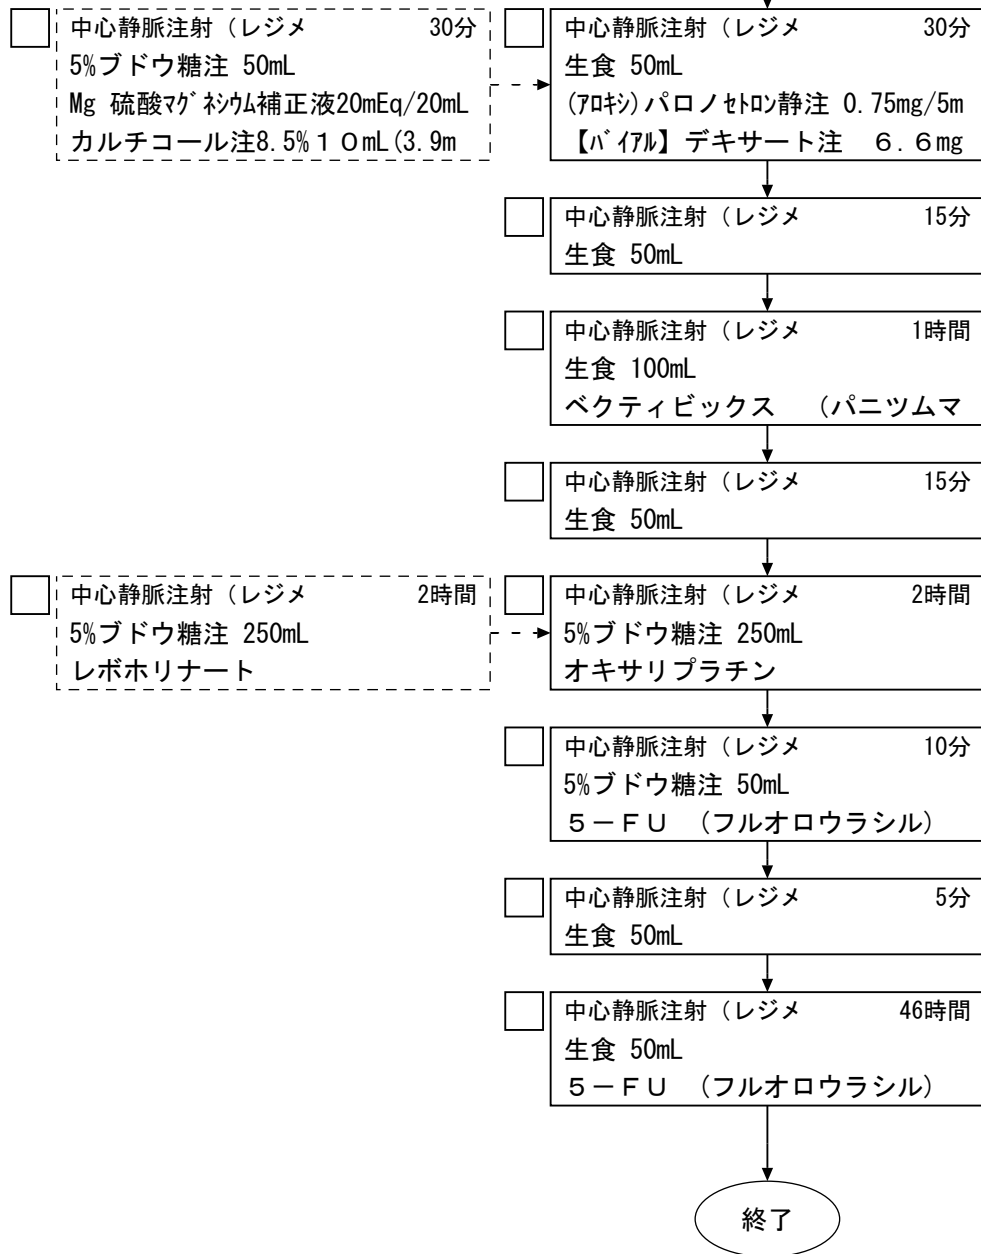 中心静脈注射（レジメ 30分
5%ブドウ糖注 50mL
Mg 硫酸ﾏｸﾞﾈｼｳﾑ補正液20mEq/20mL
カルチコール注8.5%１０mL(3.9m
中心静脈注射（レジメ 30分
生食 50mL
(ｱﾛｷｼ)パロノｾﾄﾛﾝ静注 0.75mg/5m
【ﾊﾞｲｱﾙ】デキサート注　６.６mg
中心静脈注射（レジメ 15分
生食 50mL
中心静脈注射（レジメ 1時間
生食 100mL
ベクティビックス　（パニツムマ
中心静脈注射（レジメ 15分
生食 50mL
中心静脈注射（レジメ 2時間
5%ブドウ糖注 250mL
レボホリナート
中心静脈注射（レジメ 2時間
5%ブドウ糖注 250mL
オキサリプラチン
中心静脈注射（レジメ 10分
5%ブドウ糖注 50mL
５－ＦＵ　（フルオロウラシル）
中心静脈注射（レジメ 5分
生食 50mL
中心静脈注射（レジメ 46時間
生食 50mL
５－ＦＵ　（フルオロウラシル）
終了